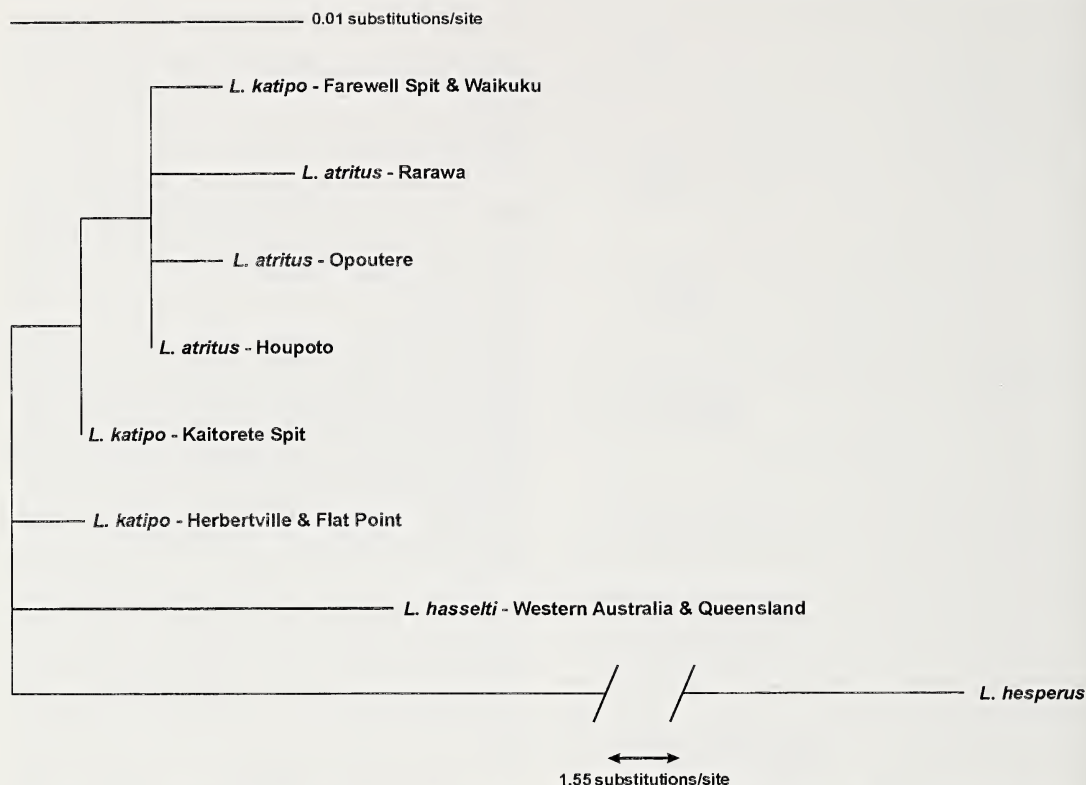 0.01 substitutions/site
L. katipo - Farewell Spit & Waikuku
L. atritus - Rarawa
L. atritus - Opoutere
L. atritus - Houpoto
L. katipo - Kaitorete Spit
L. katipo - Herbertville & Flat Point
L. hasselti - Western Australia & Queensland
L. hesperus
1.55 substitutions/site